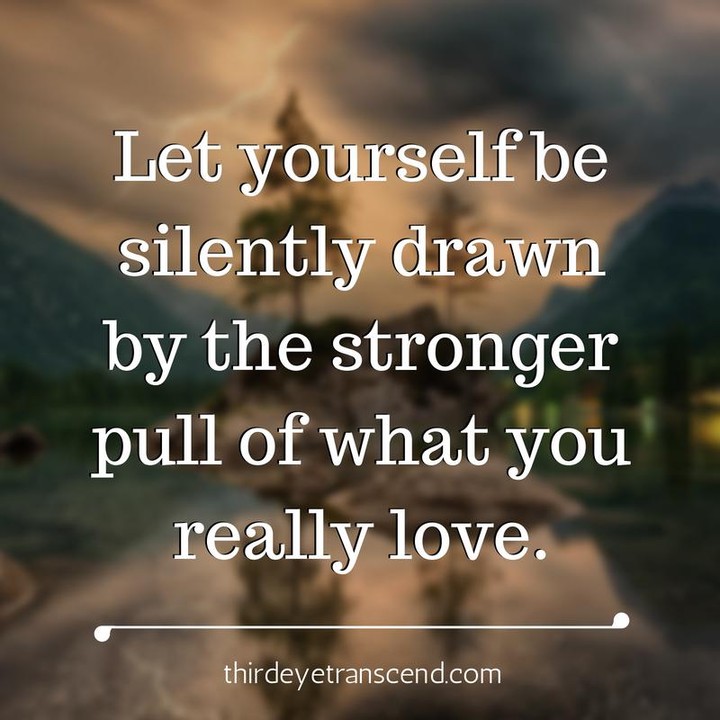 Let yourself be
silently drawn
by the stronger
pull of what you
really love.
thirdeyetranscend.com